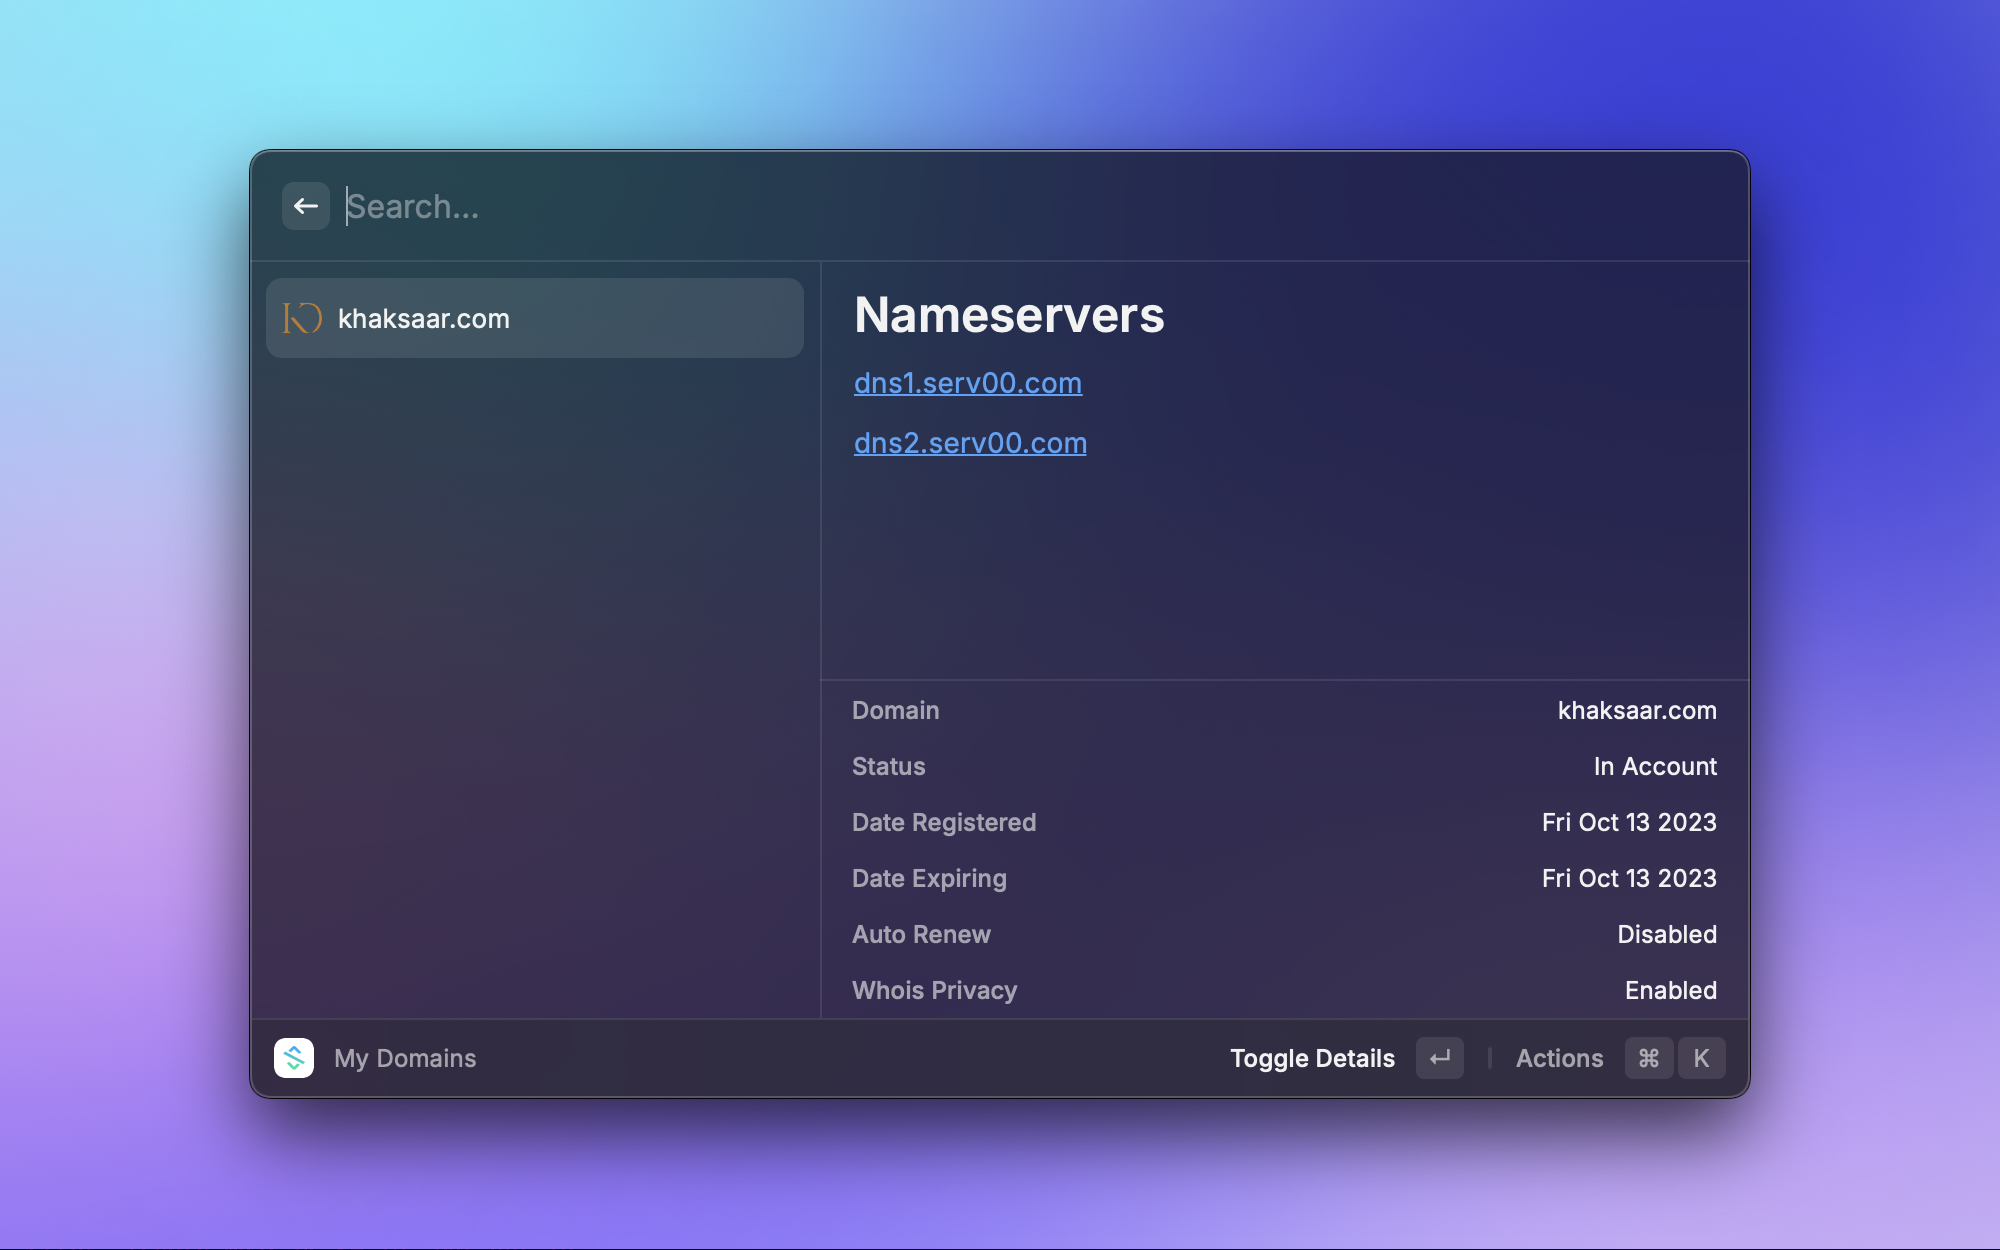 Search...
khaksaar.com
Nameservers
dns1.serv00.com
dns2.serv00.com
Domain khaksaar.com
Status In Account
Date Registered Fri Oct 13 2023
Date Expiring Fri Oct 13 2023
Auto Renew Disabled
Whois Privacy Enabled
My Domains Toggle Details ↵ Actions ⌘ K